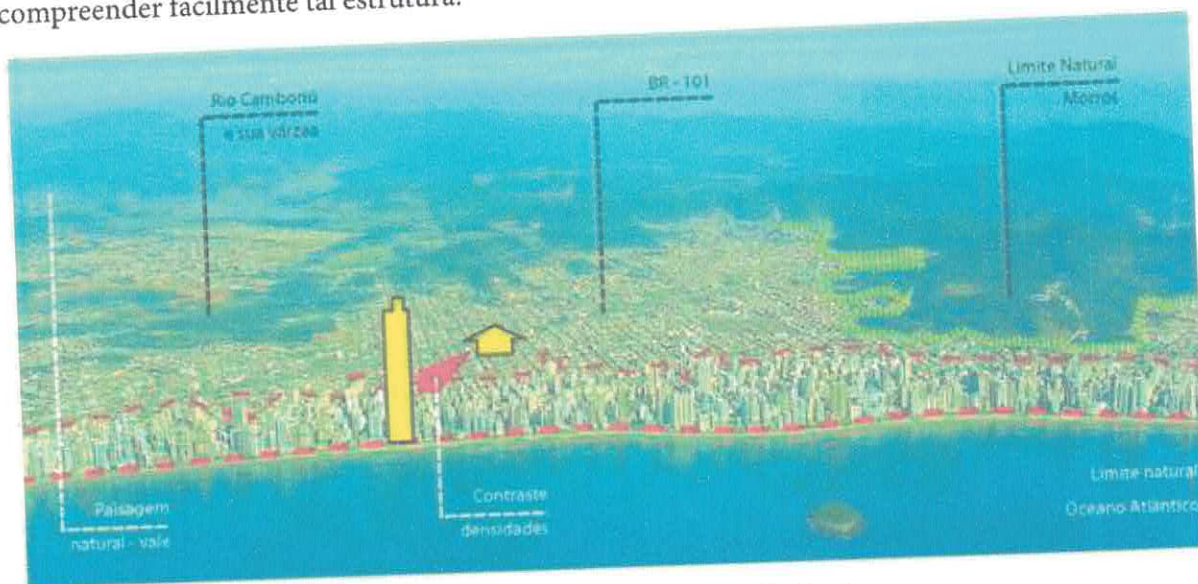 compreender facilmente tal estrutura.
Rio Camboriú
e sua várzea
BR - 101
Limite Natural
Morros
Paisagem
natural - vale
Contraste
densidades
Limite natural
Oceano Atlântico